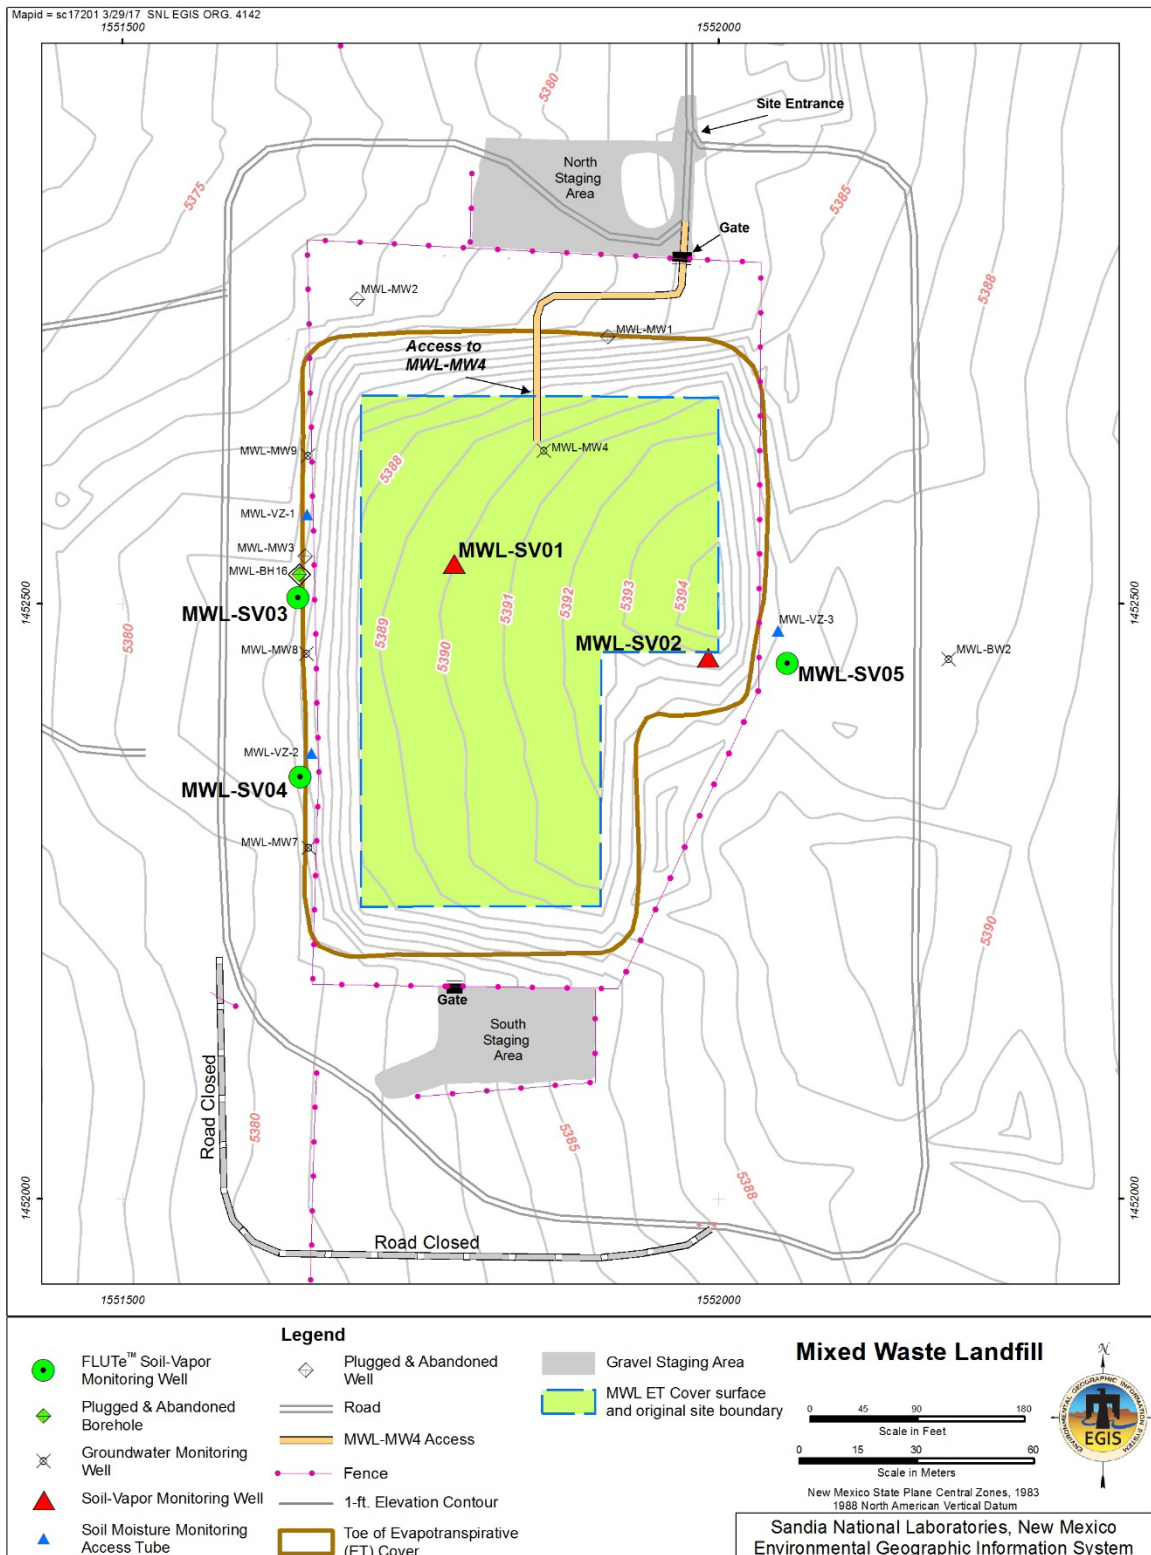 Mapid = sc17201 3/29/17 SNL EGIS ORG. 4142
1551500
1552000
5380
Site Entrance
North
Staging
Area
5375
5385
Gate
5388
MWL-MW2
MWL-MW1
Access to
MWL-MW4
MWL-MW4
MWL-MW9
5388
MWL-VZ-1
MWL-MW3
MWL-SV01
MWL-BH16
1452500
1452500
MWL-SV03
5391
5392
5393
5394
MWL-VZ-3
5380
5389
5390
MWL-MW8
MWL-SV02
MWL-BW2
MWL-SV05
MWL-VZ-2
MWL-SV04
MWL-MW7
5390
Gate
South
Staging
Area
Road Closed
5380
5385
5388
1452000
1452000
Road Closed
1551500
1552000
Legend
FLUTe™ Soil-Vapor
Monitoring Well
Plugged & Abandoned
Borehole
Groundwater Monitoring
Well
Soil-Vapor Monitoring Well
Soil Moisture Monitoring
Access Tube
Plugged & Abandoned
Well
Road
MWL-MW4 Access
Fence
1-ft. Elevation Contour
Toe of Evapotranspirative
(ET) Cover
Gravel Staging Area
MWL ET Cover surface
and original site boundary
Mixed Waste Landfill
0 45 90 180
Scale in Feet
0 15 30 60
Scale in Meters
New Mexico State Plane Central Zones, 1983
1988 North American Vertical Datum
N
ENVIRONMENTAL GEOGRAPHIC INFORMATION SYSTEM
EGIS
Sandia National Laboratories, New Mexico
Environmental Geographic Information System